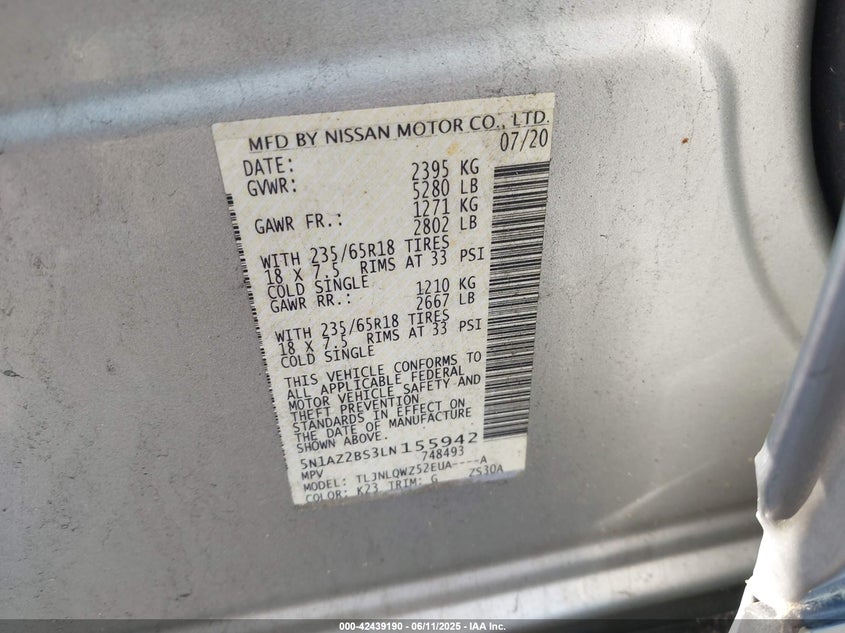 MFD BY NISSAN MOTOR CO., LTD.
DATE: 07/20
GVWR: 2395 KG
5280 LB
GAWR FR.: 1271 KG
2802 LB
WITH 235/65R18 TIRES
18 X 7.5 RIMS AT 33 PSI
COLD SINGLE
GAWR RR.: 1210 KG
2667 LB
WITH 235/65R18 TIRES
18 X 7.5 RIMS AT 33 PSI
COLD SINGLE
THIS VEHICLE CONFORMS TO
ALL APPLICABLE FEDERAL
MOTOR VEHICLE SAFETY AND
THEFT PREVENTION
STANDARDS IN EFFECT ON
THE DATE OF MANUFACTURE
SHOWN ABOVE.
5N1AZ2BS3LN155942
MPV 748493
MODEL: TLJNLQWZ52EUA----A
COLOR: K23 TRIM: G Z530A
000-42439190 - 06/11/2025 - IAA Inc.